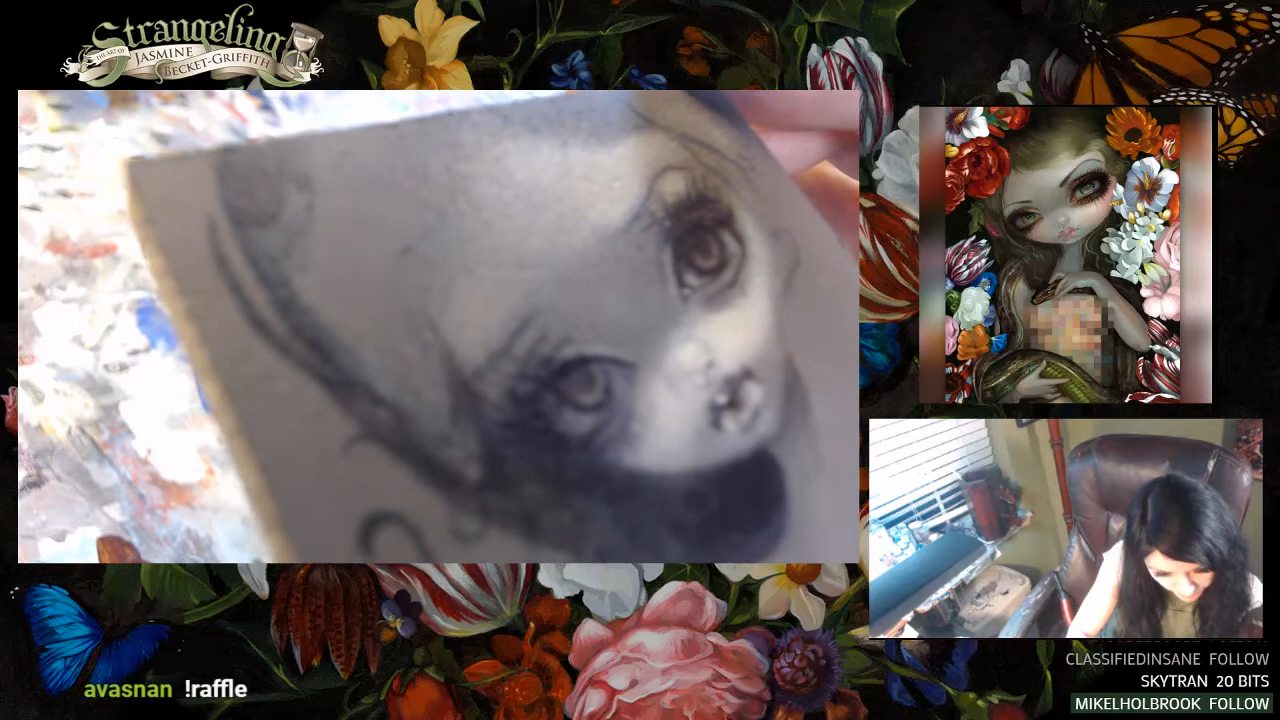 Strangeling
THE ART OF
JASMINE
BECKET-GRIFFITH
avasnan !raffle
CLASSIFIEDINSANE FOLLOW
SKYTRAN 20 BITS
MIKELHOLBROOK FOLLOW